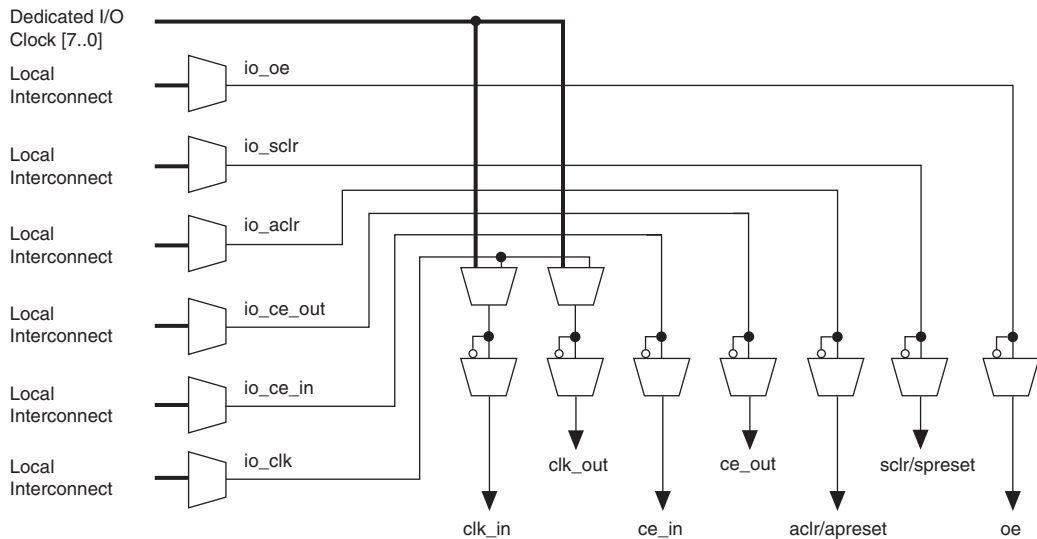 Dedicated I/O
Clock [7..0]
Local
Interconnect
io_oe
Local
Interconnect
io_sclr
Local
Interconnect
io_aclr
Local
Interconnect
io_ce_out
Local
Interconnect
io_ce_in
Local
Interconnect
io_clk
clk_out
ce_out
sclr/spreset
clk_in
ce_in
aclr/apreset
oe